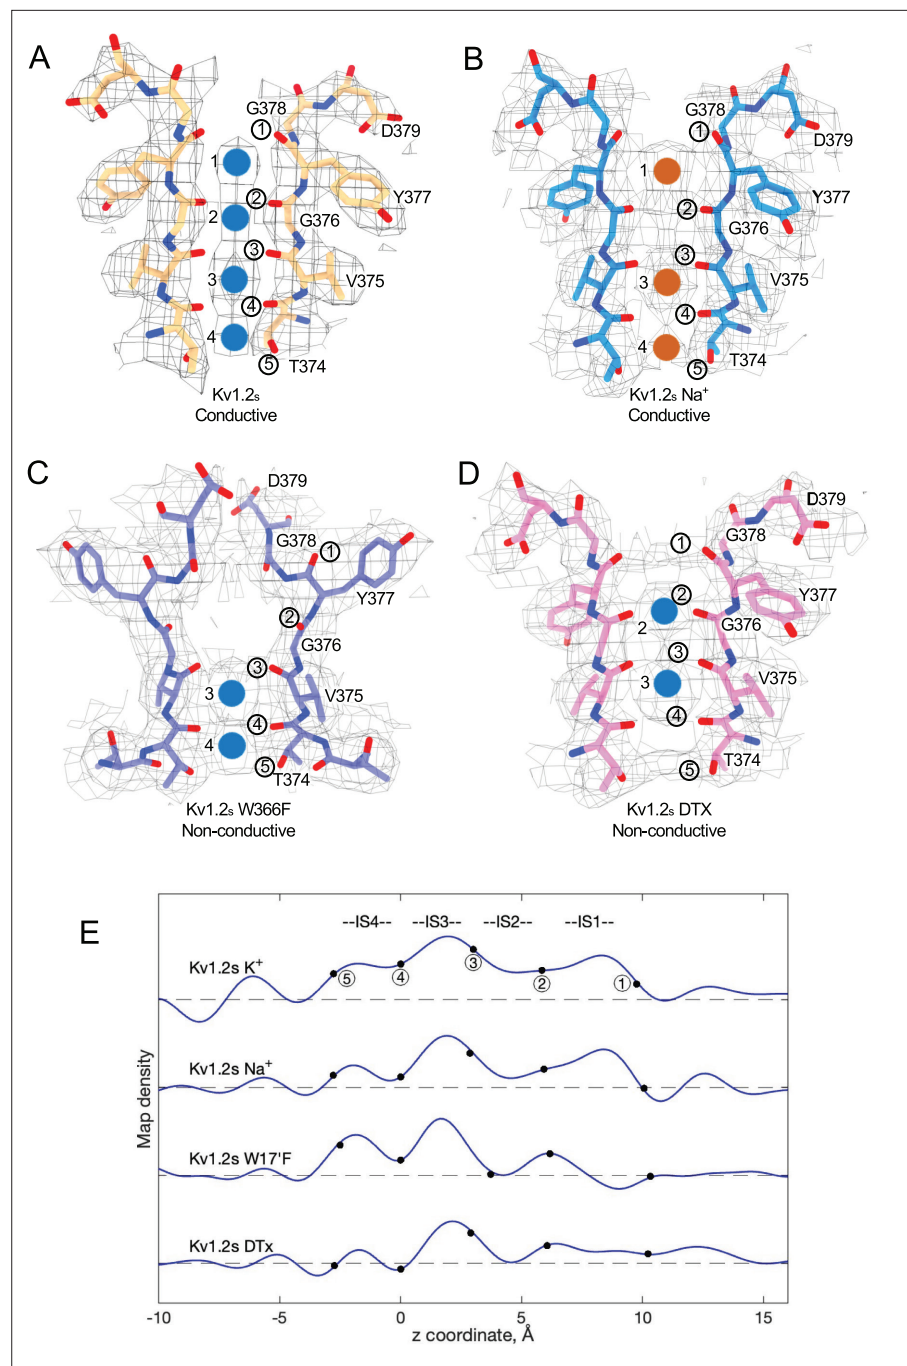 A
G378
1
D379
1
2
Y377
2
G376
3
3
V375
4
4
5
T374
Kv1.2s
Conductive
B
G378
1
D379
1
Y377
2
G376
3
3
V375
4
4
5
T374
Kv1.2s Na+
Conductive
C
D379
G378
1
Y377
2
G376
3
3
V375
4
4
5
T374
Kv1.2s W366F
Non-conductive
D
D379
G378
1
2
Y377
2
G376
3
3
V375
4
T374
5
Kv1.2s DTX
Non-conductive
E
--IS4-- --IS3-- --IS2-- --IS1--
Kv1.2s K+
5 4 3 2 1
Kv1.2s Na+
Kv1.2s W17'F
Kv1.2s DTx
Map density
-10 -5 0 5 10 15
z coordinate, Å